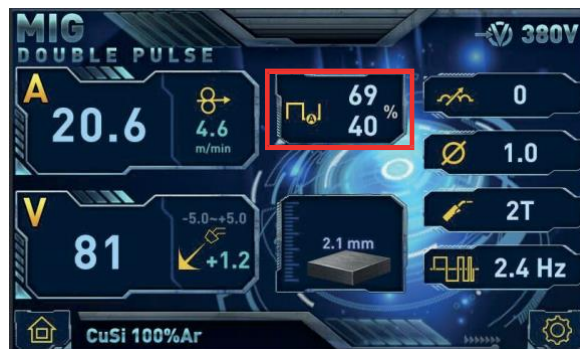 MIG
DOUBLE PULSE
380V
A
20.6
4.6
m/min
A
69
40
%
0
1.0
V
81
-5.0~+5.0
+1.2
2.1 mm
2T
2.4 Hz
CuSi 100%Ar